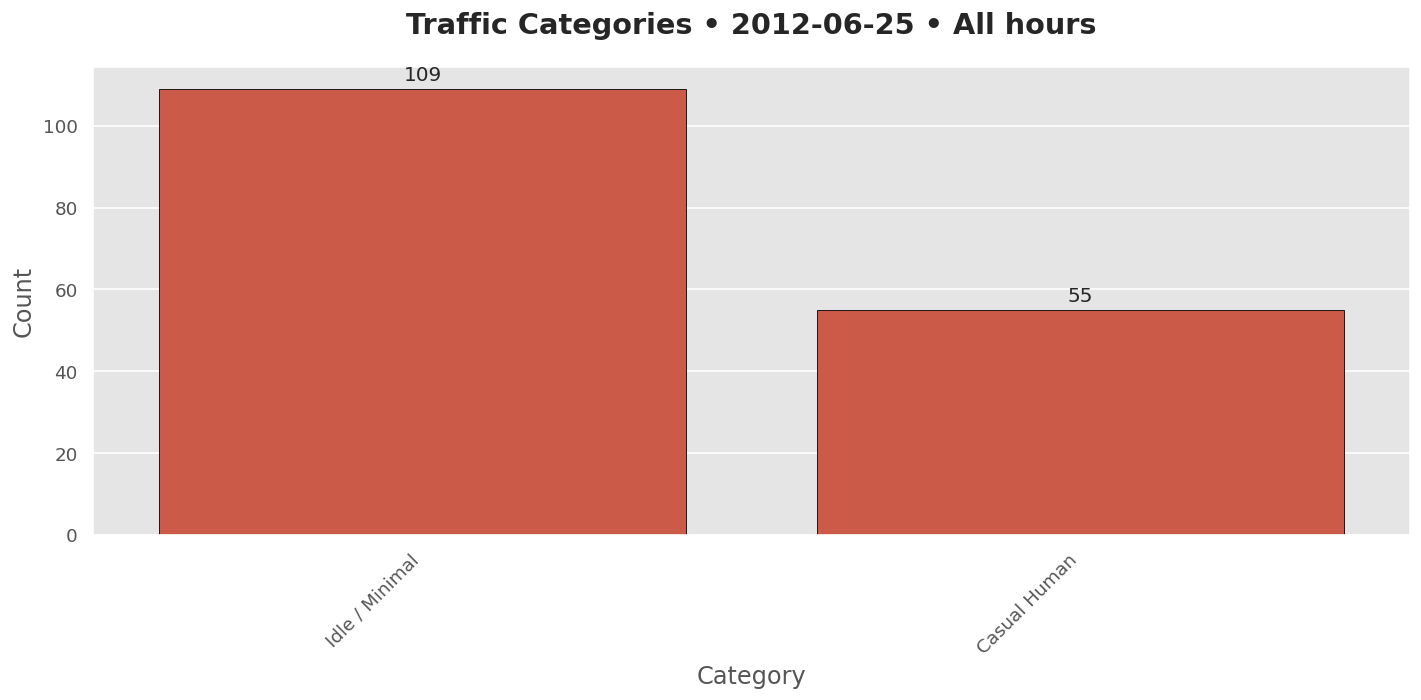 Traffic Categories • 2012-06-25 • All hours
109
55
100
80
60
40
20
0
Count
Idle / Minimal
Casual Human
Category